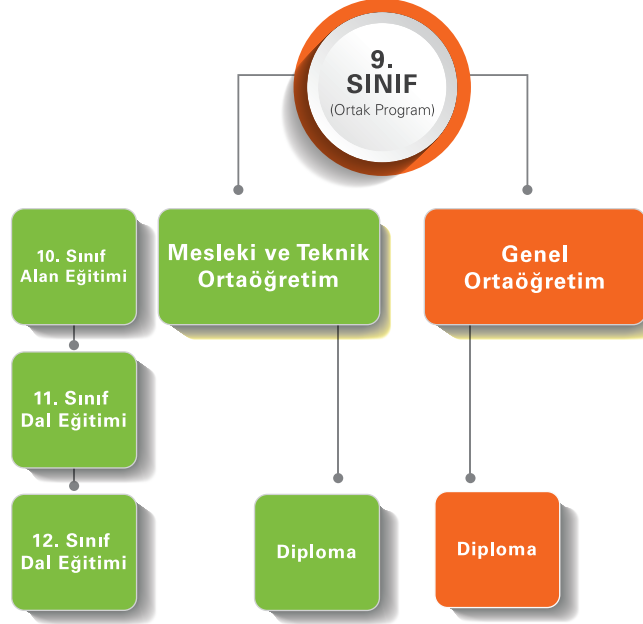 9.
SINIF
(Ortak Program)
10. Sınıf
Alan Eğitimi
Mesleki ve Teknik
Ortaöğretim
Genel
Ortaöğretim
11. Sınıf
Dal Eğitimi
12. Sınıf
Dal Eğitimi
Diploma
Diploma